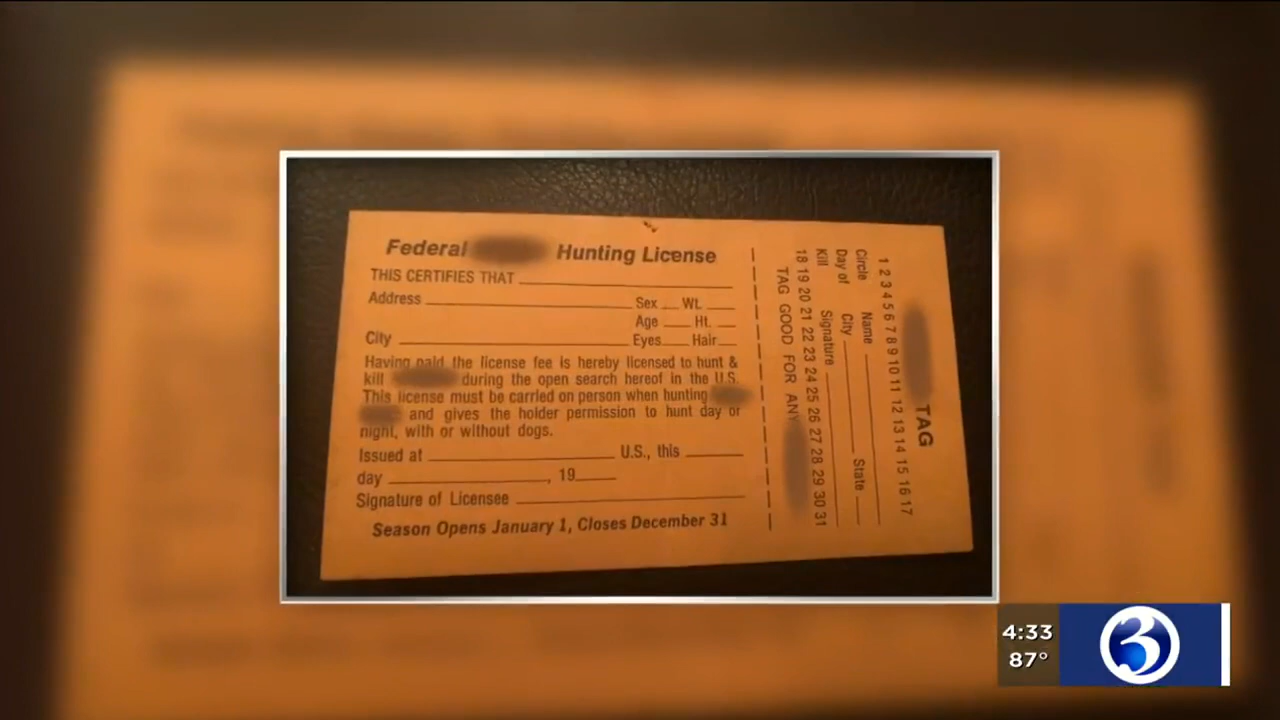 Federal Hunting License
THIS CERTIFIES THAT
Address Sex Wt.
Age Ht.
City Eyes Hair
Having paid the license fee is hereby licensed to hunt &
kill during the open search hereof in the U.S.
This license must be carried on person when hunting
and gives the holder permission to hunt day or
night, with or without dogs.
Issued at U.S., this
day , 19
Signature of Licensee
Season Opens January 1, Closes December 31
TAG
1 2 3 4 5 6 7 8 9 10 11 12 13 14 15 16 17
Circle Name State
Day of City
Kill Signature
18 19 20 21 22 23 24 25 26 27 28 29 30 31
TAG GOOD FOR ANY
4:33
87°
3